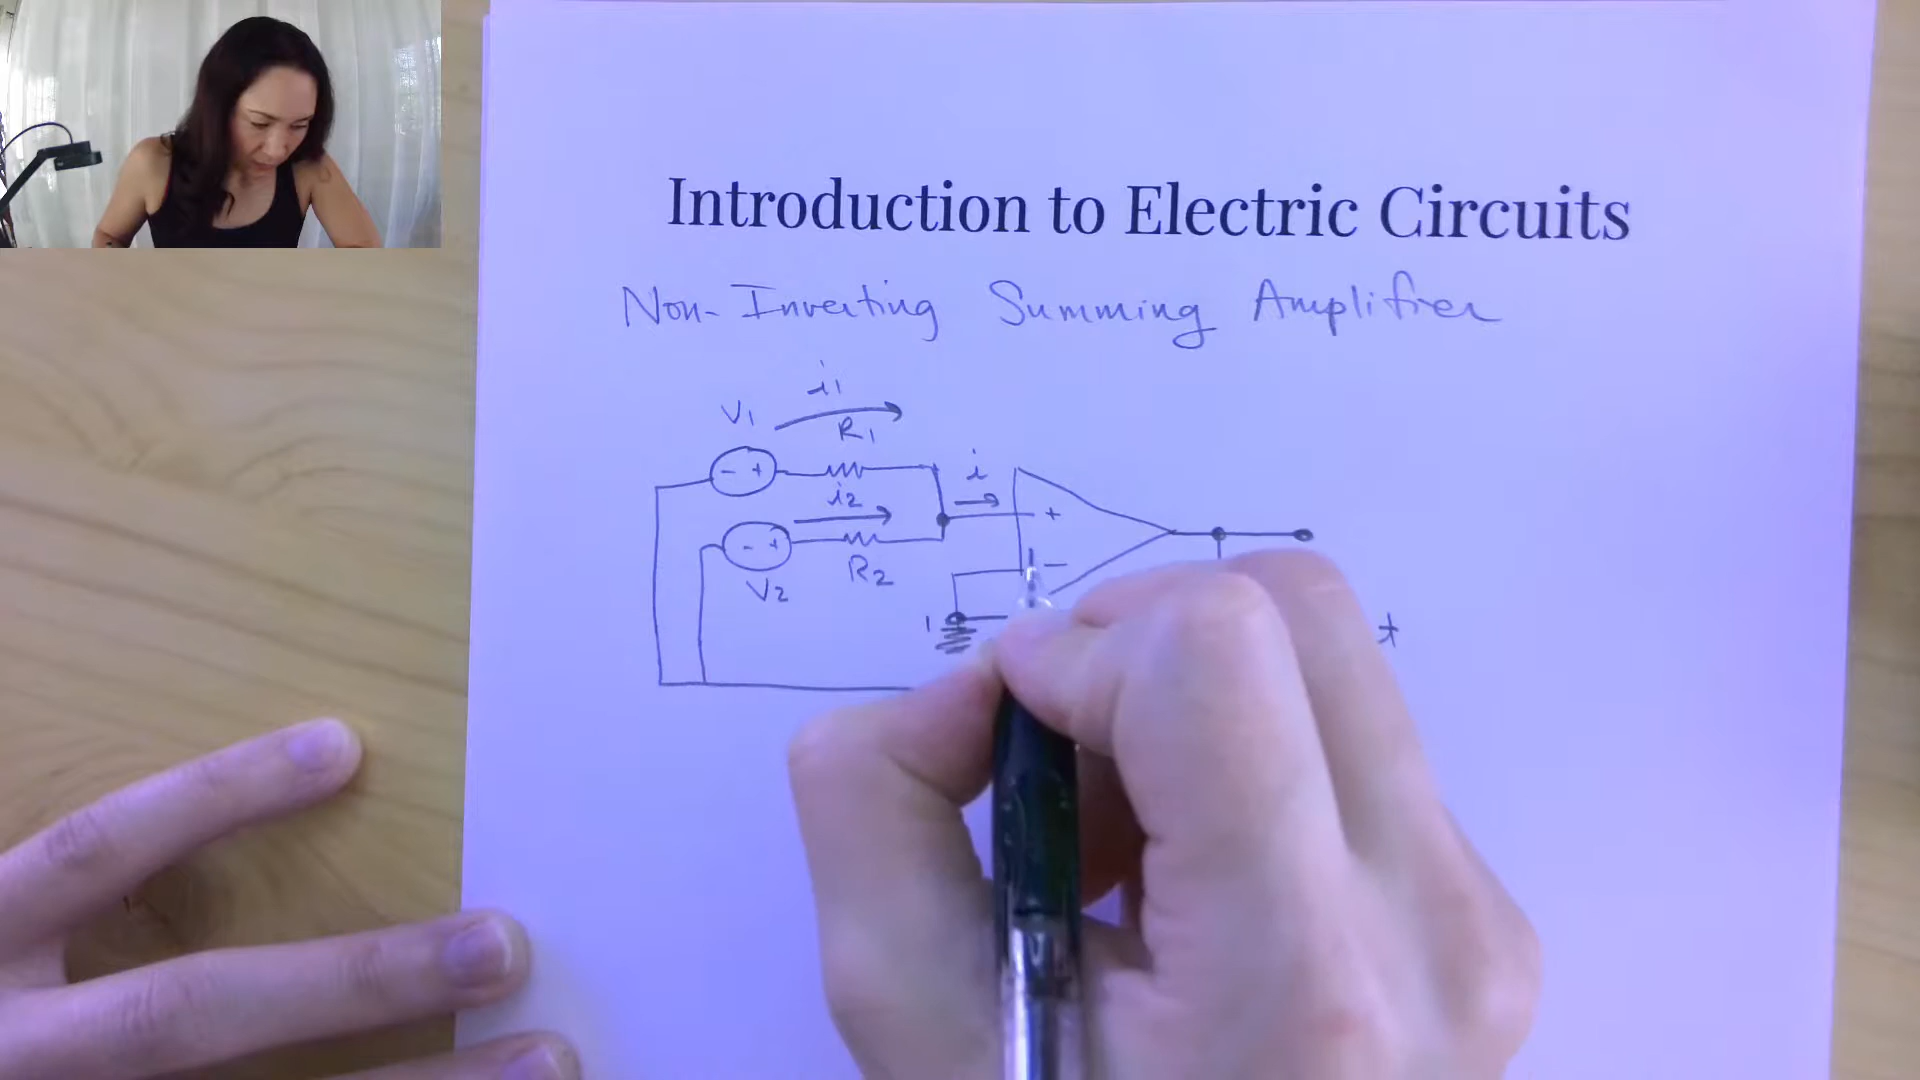 Introduction to Electric Circuits
Non-Inverting Summing Amplifier
i1
V1
R1
i
- +
i2
+
- +
-
V2
R2